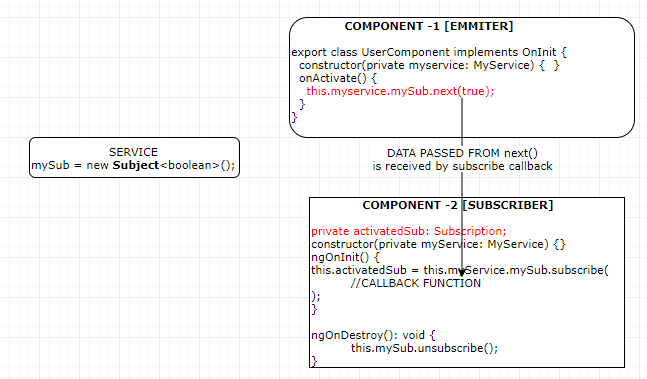 COMPONENT -1 [EMMITER]
export class UserComponent implements OnInit {
constructor(private myservice: MyService) { }
onActivate() {
this.myservice.mySub.next(true);
}
}
SERVICE
mySub = new Subject<boolean>();
DATA PASSED FROM next()
is received by subscribe callback
COMPONENT -2 [SUBSCRIBER]
private activatedSub: Subscription;
constructor(private myService: MyService) {}
ngOnInit() {
this.activatedSub = this.myService.mySub.subscribe(
//CALLBACK FUNCTION
);
}
ngOnDestroy(): void {
this.mySub.unsubscribe();
}